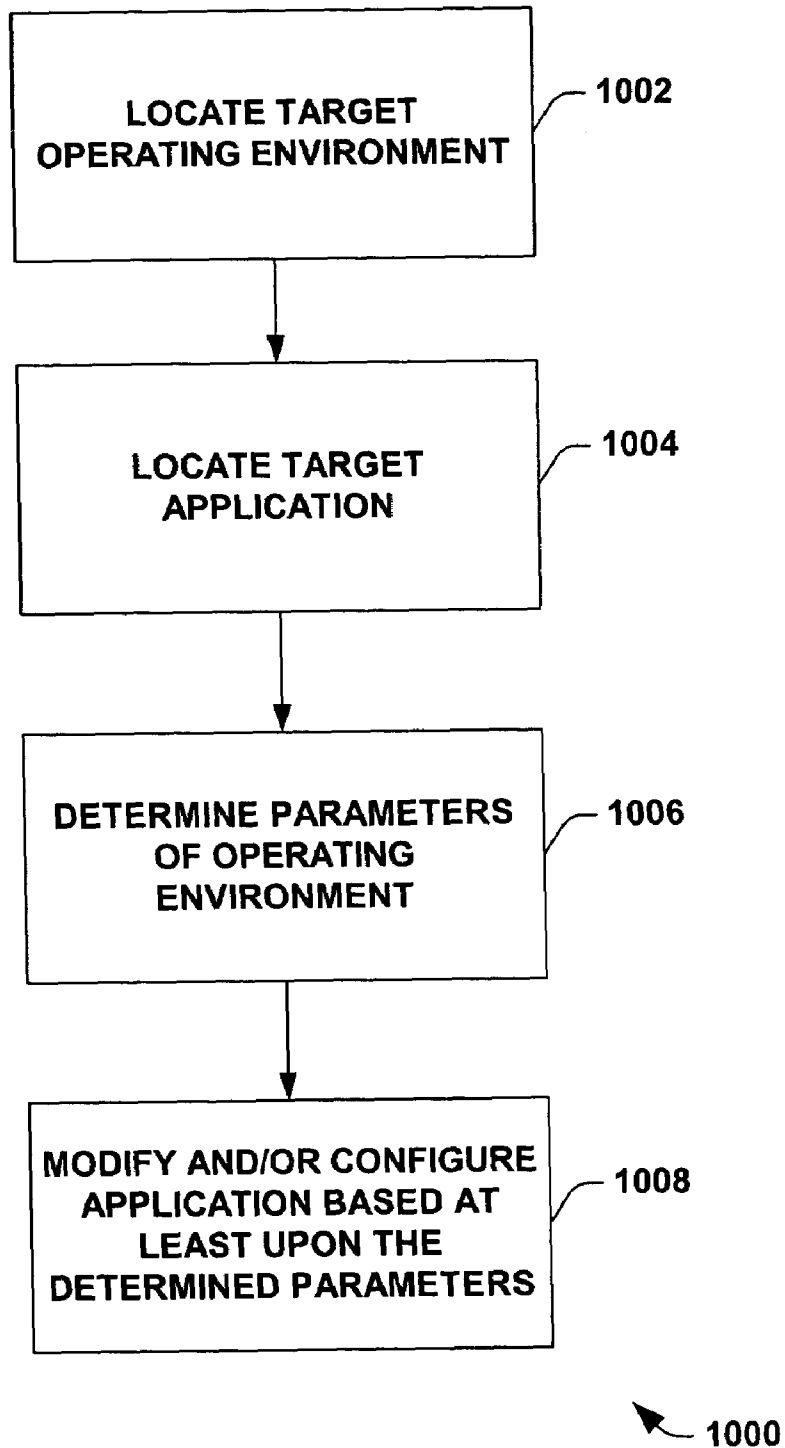 LOCATE TARGET
OPERATING ENVIRONMENT
1002
LOCATE TARGET
APPLICATION
1004
DETERMINE PARAMETERS
OF OPERATING
ENVIRONMENT
1006
MODIFY AND/OR CONFIGURE
APPLICATION BASED AT
LEAST UPON THE
DETERMINED PARAMETERS
1008
1000